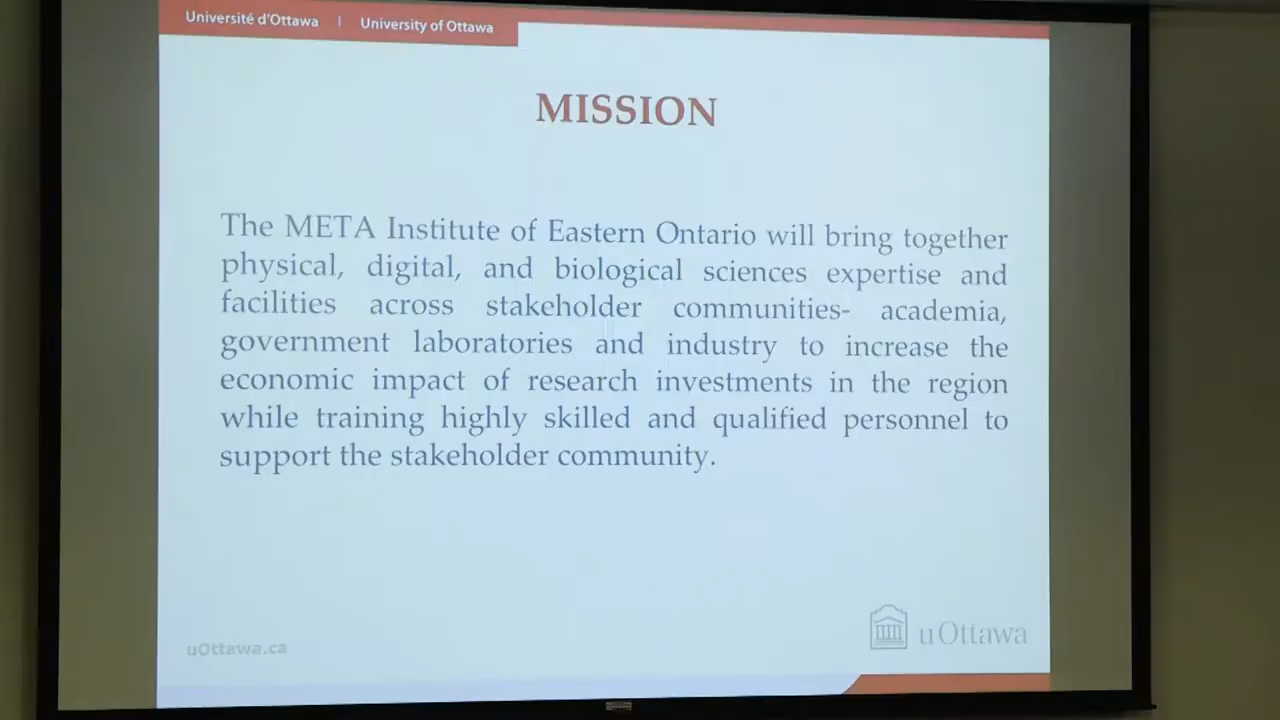 Université d'Ottawa | University of Ottawa
MISSION
The META Institute of Eastern Ontario will bring together
physical, digital, and biological sciences expertise and
facilities across stakeholder communities- academia,
government laboratories and industry to increase the
economic impact of research investments in the region
while training highly skilled and qualified personnel to
support the stakeholder community.
uOttawa.ca
uOttawa